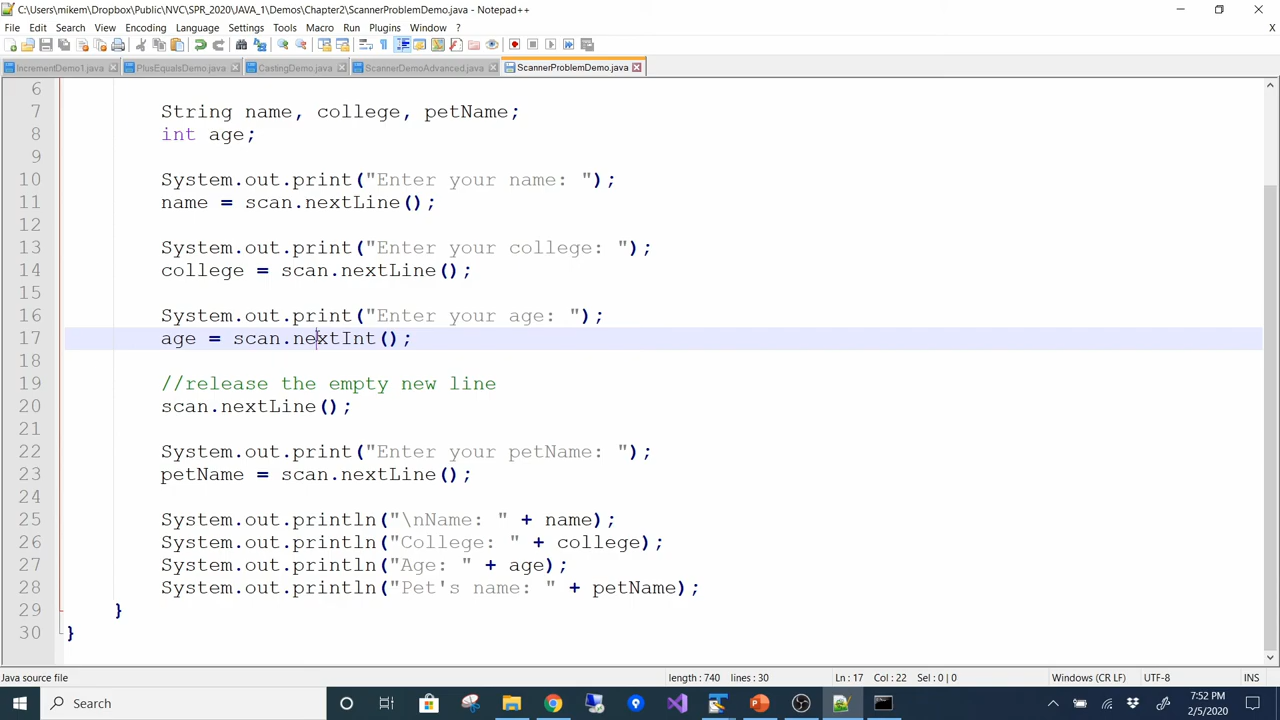 C:\Users\mikem\Dropbox\Public\NVC\SPR_2020\JAVA_1\Demos\Chapter2\ScannerProblemDemo.java - Notepad++
File Edit Search View Encoding Language Settings Tools Macro Run Plugins Window ? X
IncrementDemo1.java PlusEqualsDemo.java CastingDemo.java ScannerDemoAdvanced.java ScannerProblemDemo.java
6
7 String name, college, petName;
8 int age;
9
10 System.out.print("Enter your name: ");
11 name = scan.nextLine();
12
13 System.out.print("Enter your college: ");
14 college = scan.nextLine();
15
16 System.out.print("Enter your age: ");
17 age = scan.nextInt();
18
19 //release the empty new line
20 scan.nextLine();
21
22 System.out.print("Enter your petName: ");
23 petName = scan.nextLine();
24
25 System.out.println("\nName: " + name);
26 System.out.println("College: " + college);
27 System.out.println("Age: " + age);
28 System.out.println("Pet's name: " + petName);
29 }
30 }
Java source file length : 740 lines : 30 Ln : 17 Col : 22 Sel : 0 | 0 Windows (CR LF) UTF-8 INS
Search 7:52 PM
2/5/2020